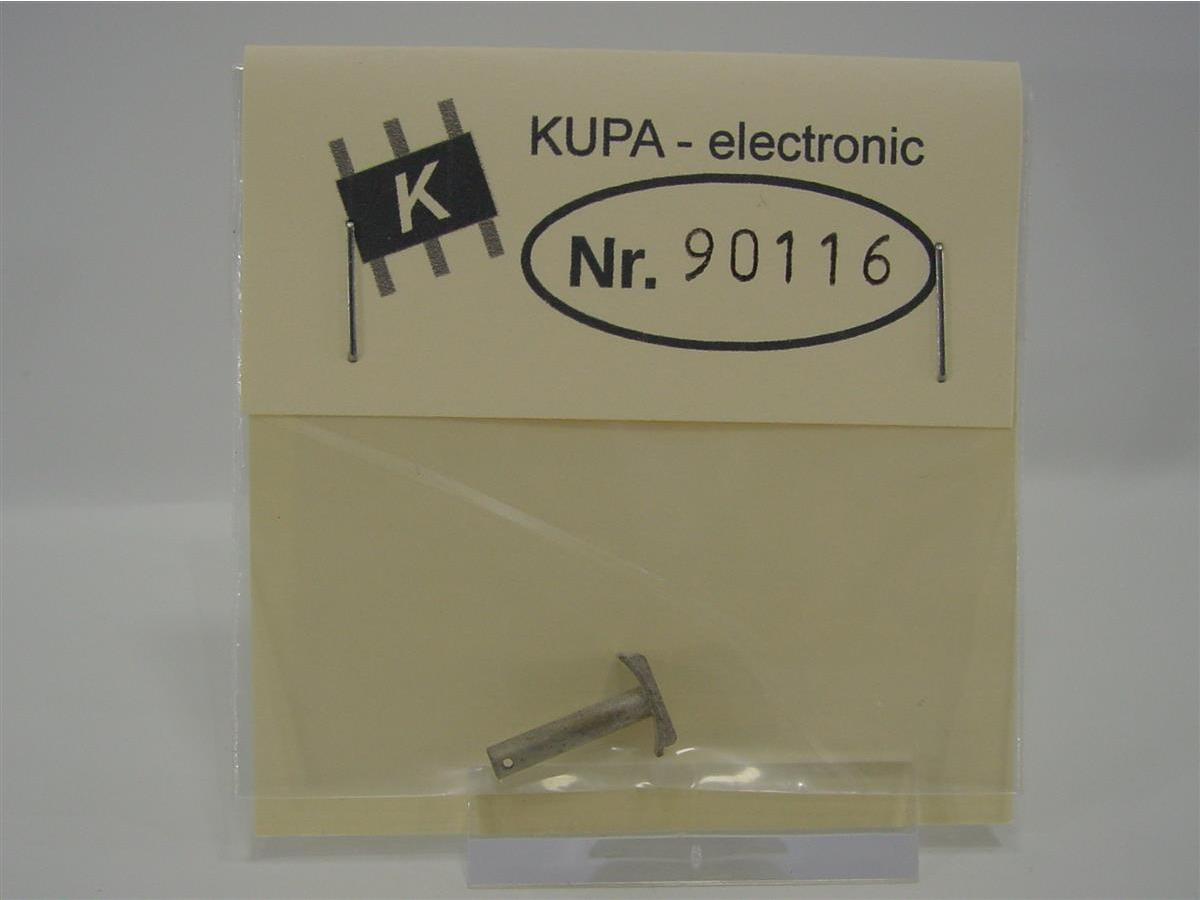 K
KUPA - electronic
Nr. 90116